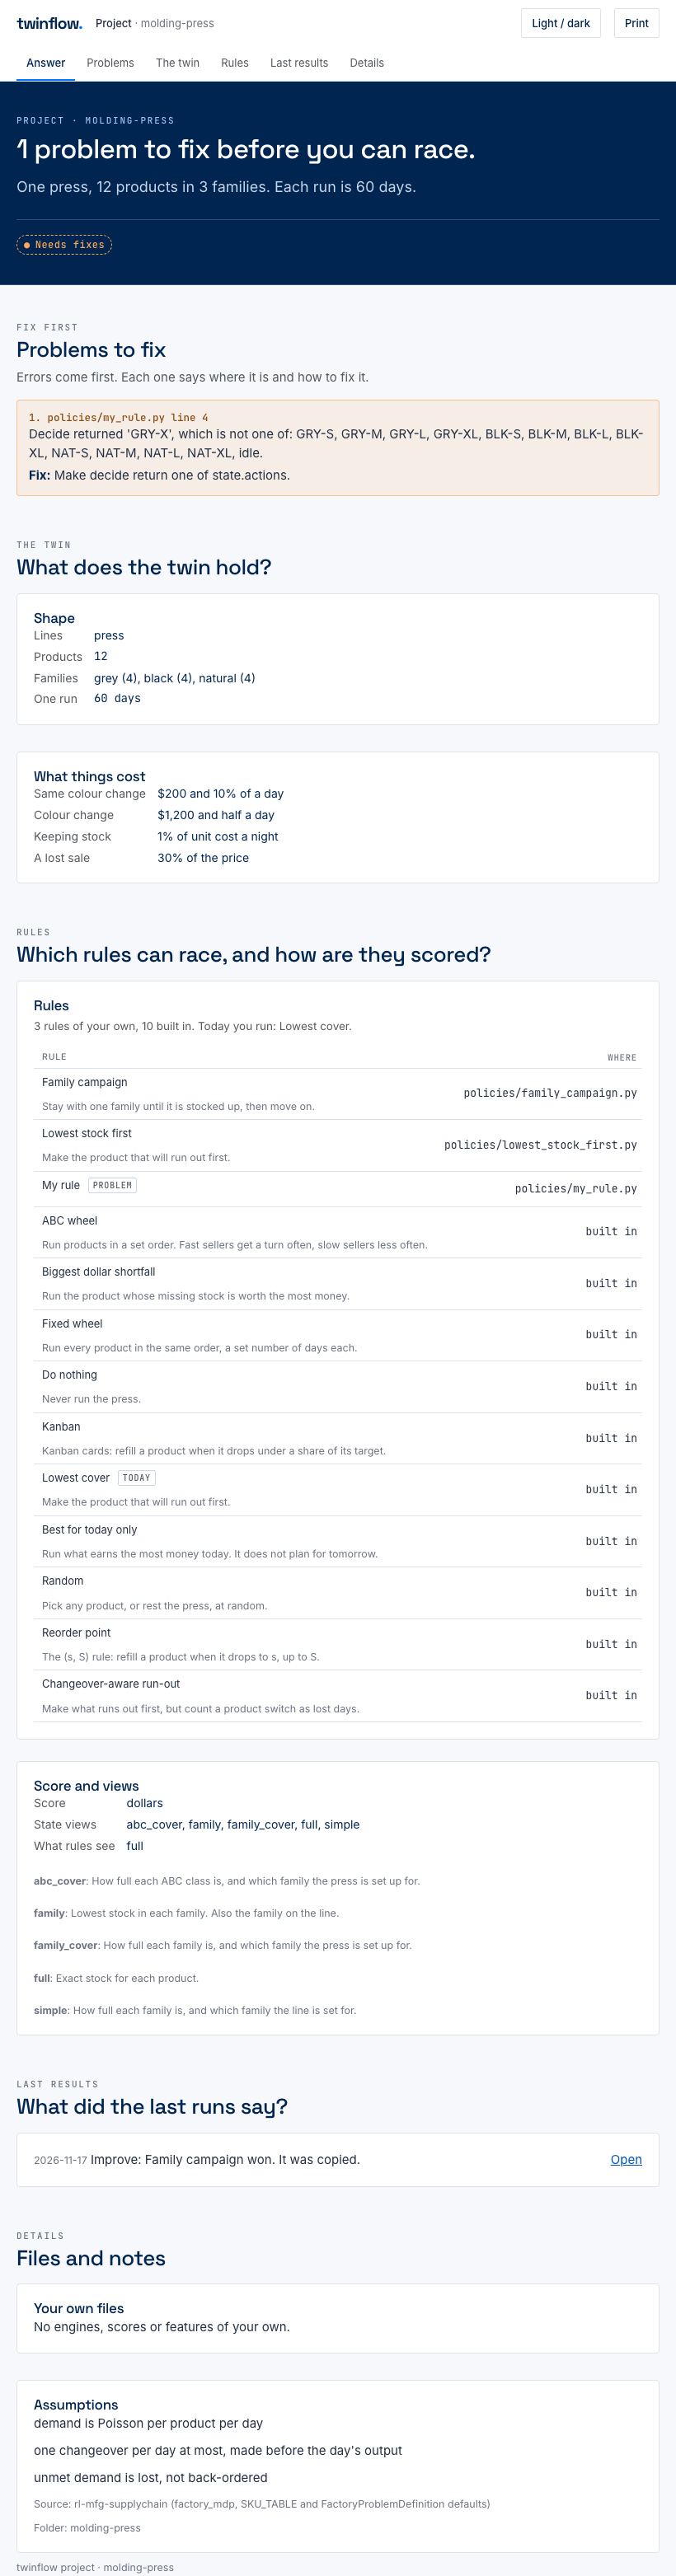 twinflow. Project · molding-press Light / dark Print
Answer Problems The twin Rules Last results Details
PROJECT · MOLDING-PRESS
1 problem to fix before you can race.
One press, 12 products in 3 families. Each run is 60 days.
Needs fixes
FIX FIRST
Problems to fix
Errors come first. Each one says where it is and how to fix it.
1. policies/my_rule.py line 4
Decide returned 'GRY-X', which is not one of: GRY-S, GRY-M, GRY-L, GRY-XL, BLK-S, BLK-M, BLK-L, BLK-
XL, NAT-S, NAT-M, NAT-L, NAT-XL, idle.
Fix: Make decide return one of state.actions.
THE TWIN
What does the twin hold?
Shape
Lines press
Products 12
Families grey (4), black (4), natural (4)
One run 60 days
What things cost
Same colour change $200 and 10% of a day
Colour change $1,200 and half a day
Keeping stock 1% of unit cost a night
A lost sale 30% of the price
RULES
Which rules can race, and how are they scored?
Rules
3 rules of your own, 10 built in. Today you run: Lowest cover.
RULE WHERE
Family campaign policies/family_campaign.py
Stay with one family until it is stocked up, then move on.
Lowest stock first policies/lowest_stock_first.py
Make the product that will run out first.
My rule PROBLEM policies/my_rule.py
ABC wheel built in
Run products in a set order. Fast sellers get a turn often, slow sellers less often.
Biggest dollar shortfall built in
Run the product whose missing stock is worth the most money.
Fixed wheel built in
Run every product in the same order, a set number of days each.
Do nothing built in
Never run the press.
Kanban built in
Kanban cards: refill a product when it drops under a share of its target.
Lowest cover TODAY built in
Make the product that will run out first.
Best for today only built in
Run what earns the most money today. It does not plan for tomorrow.
Random built in
Pick any product, or rest the press, at random.
Reorder point built in
The (s, S) rule: refill a product when it drops to s, up to S.
Changeover-aware run-out built in
Make what runs out first, but count a product switch as lost days.
Score and views
Score dollars
State views abc_cover, family, family_cover, full, simple
What rules see full
abc_cover: How full each ABC class is, and which family the press is set up for.
family: Lowest stock in each family. Also the family on the line.
family_cover: How full each family is, and which family the press is set up for.
full: Exact stock for each product.
simple: How full each family is, and which family the line is set for.
LAST RESULTS
What did the last runs say?
2026-11-17 Improve: Family campaign won. It was copied. Open
DETAILS
Files and notes
Your own files
No engines, scores or features of your own.
Assumptions
demand is Poisson per product per day
one changeover per day at most, made before the day's output
unmet demand is lost, not back-ordered
Source: rl-mfg-supplychain (factory_mdp, SKU_TABLE and FactoryProblemDefinition defaults)
Folder: molding-press
twinflow project · molding-press